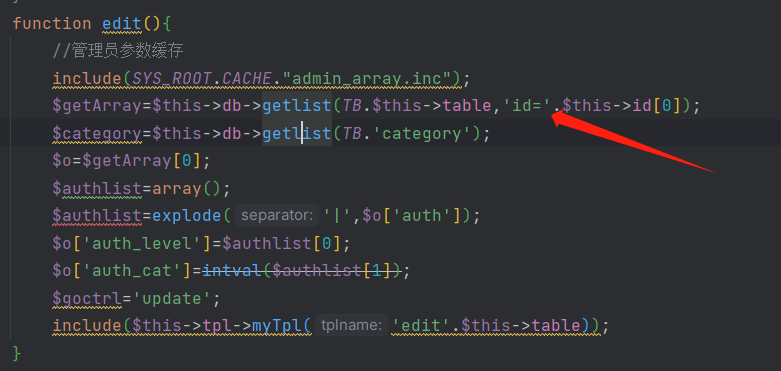 function edit(){
//管理员参数缓存
include(SYS_ROOT.CACHE."admin_array.inc");
$getArray=$this->db->getlist(TB.$this->table,'id='.$this->id[0]);
$category=$this->db->getlist(TB.'category');
$o=$getArray[0];
$authlist=array();
$authlist=explode( separator: '|',$o['auth']);
$o['auth_level']=$authlist[0];
$o['auth_cat']=intval($authlist[1]);
$goctrl='update';
include($this->tpl->myTpl( tplname: 'edit'.$this->table));
}